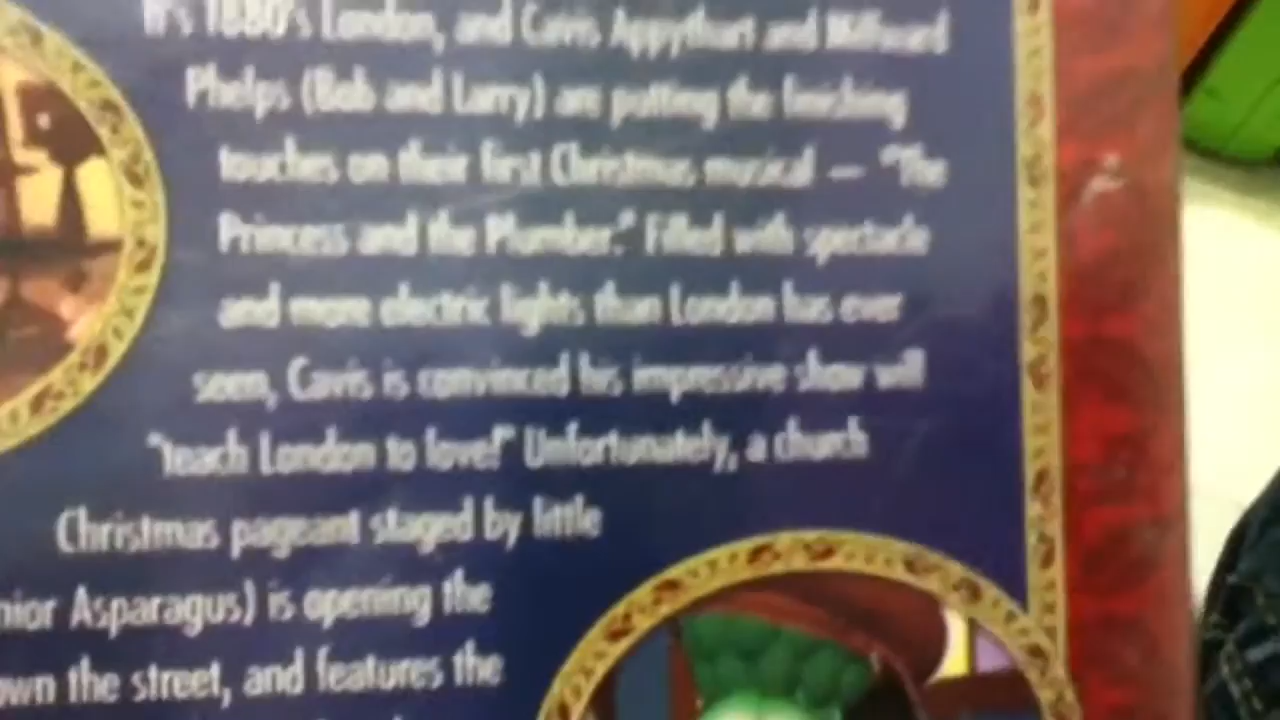 It's 1880's London, and Cavis Appythart and Millward
Phelps (Bob and Larry) are putting the finishing
touches on their first Christmas musical — "The
Princess and the Plumber." Filled with spectacle
and more electric lights than London has ever
seen, Cavis is convinced his impressive show will
"teach London to love!" Unfortunately, a church
Christmas pageant staged by little
nior Asparagus) is opening the
own the street, and features the